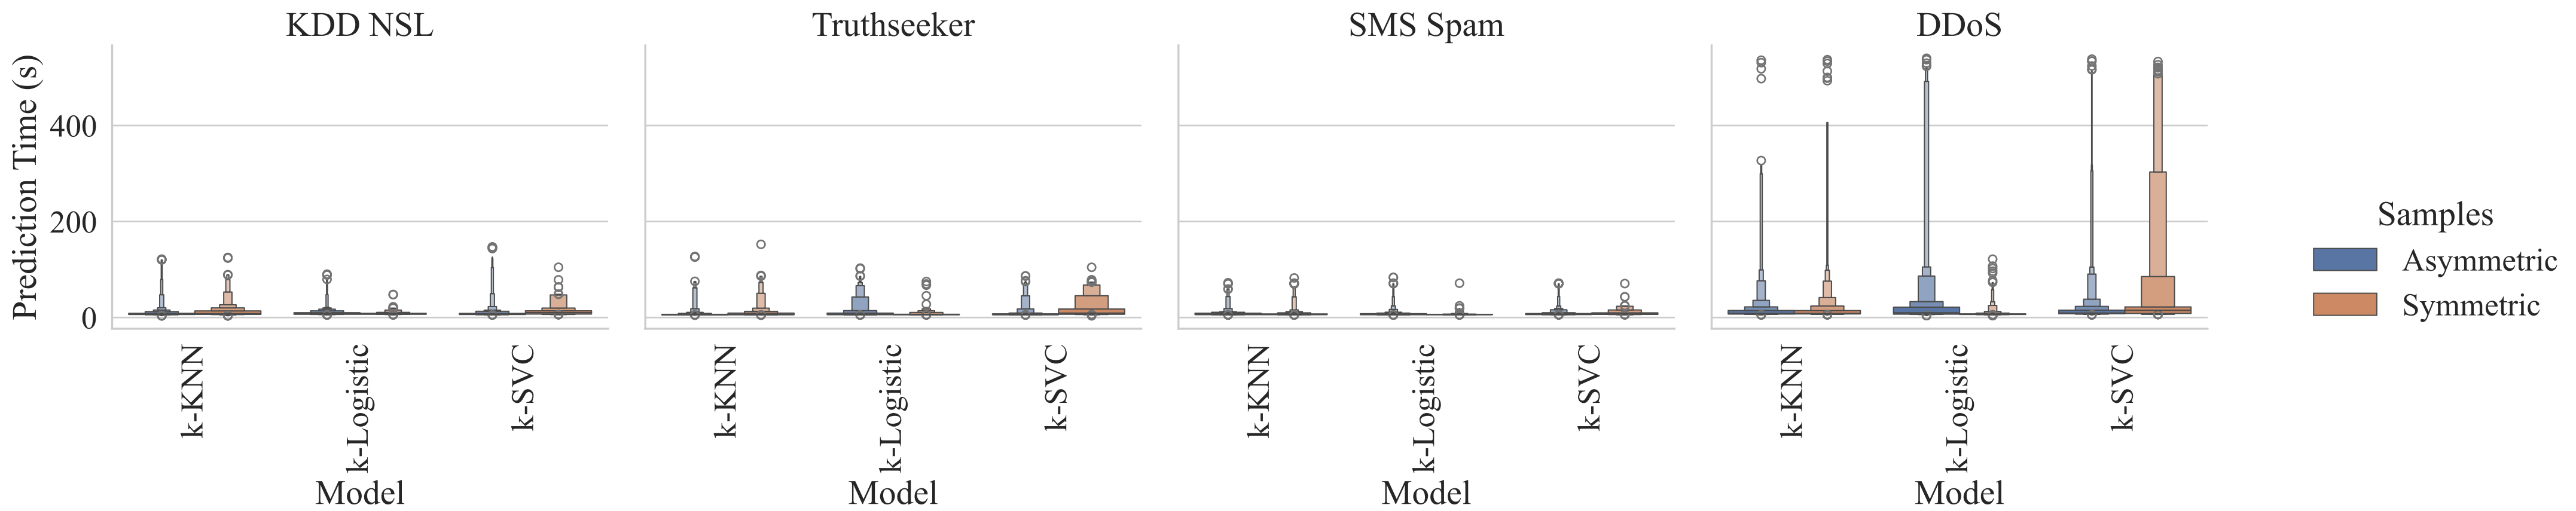 KDD NSL
Truthseeker
SMS Spam
DDoS
Prediction Time (s)
400
200
0
k-KNN
k-Logistic
k-SVC
k-KNN
k-Logistic
k-SVC
k-KNN
k-Logistic
k-SVC
k-KNN
k-Logistic
k-SVC
Model
Model
Model
Model
Samples
Asymmetric
Symmetric